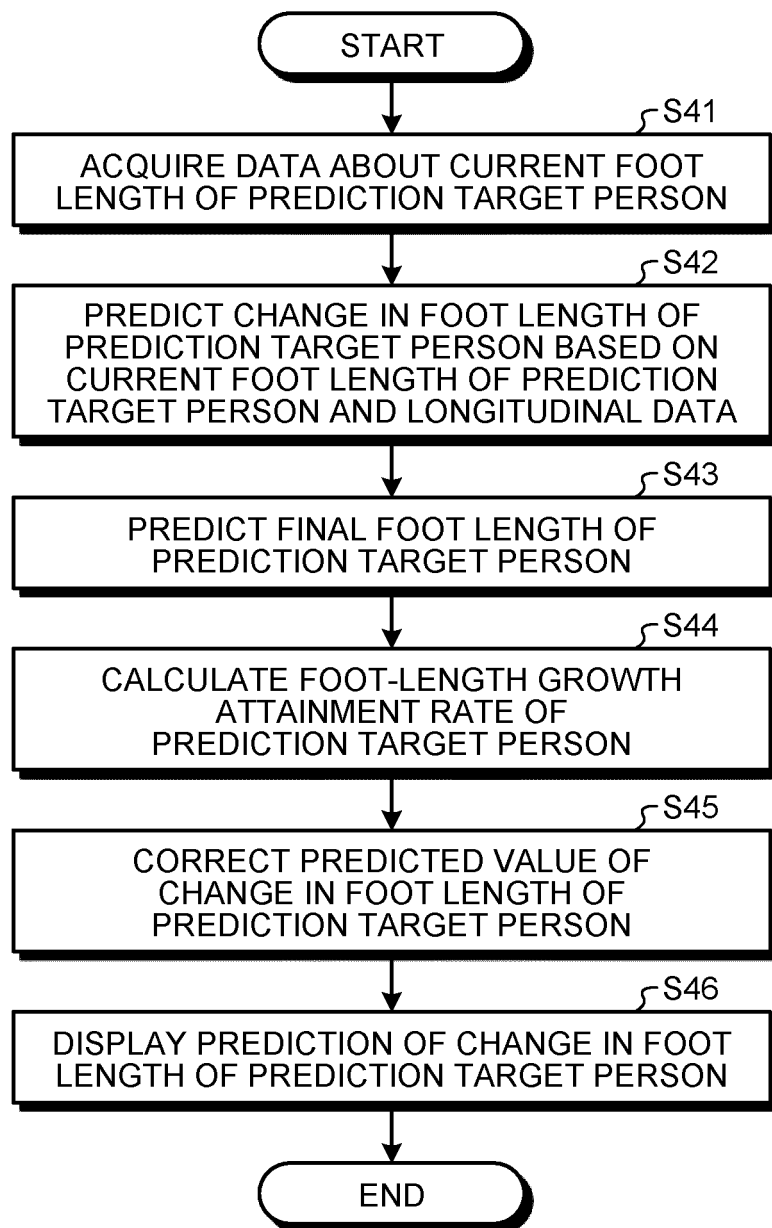 START
S41
ACQUIRE DATA ABOUT CURRENT FOOT
LENGTH OF PREDICTION TARGET PERSON
S42
PREDICT CHANGE IN FOOT LENGTH OF
PREDICTION TARGET PERSON BASED ON
CURRENT FOOT LENGTH OF PREDICTION
TARGET PERSON AND LONGITUDINAL DATA
S43
PREDICT FINAL FOOT LENGTH OF
PREDICTION TARGET PERSON
S44
CALCULATE FOOT-LENGTH GROWTH
ATTAINMENT RATE OF
PREDICTION TARGET PERSON
S45
CORRECT PREDICTED VALUE OF
CHANGE IN FOOT LENGTH OF
PREDICTION TARGET PERSON
S46
DISPLAY PREDICTION OF CHANGE IN FOOT
LENGTH OF PREDICTION TARGET PERSON
END